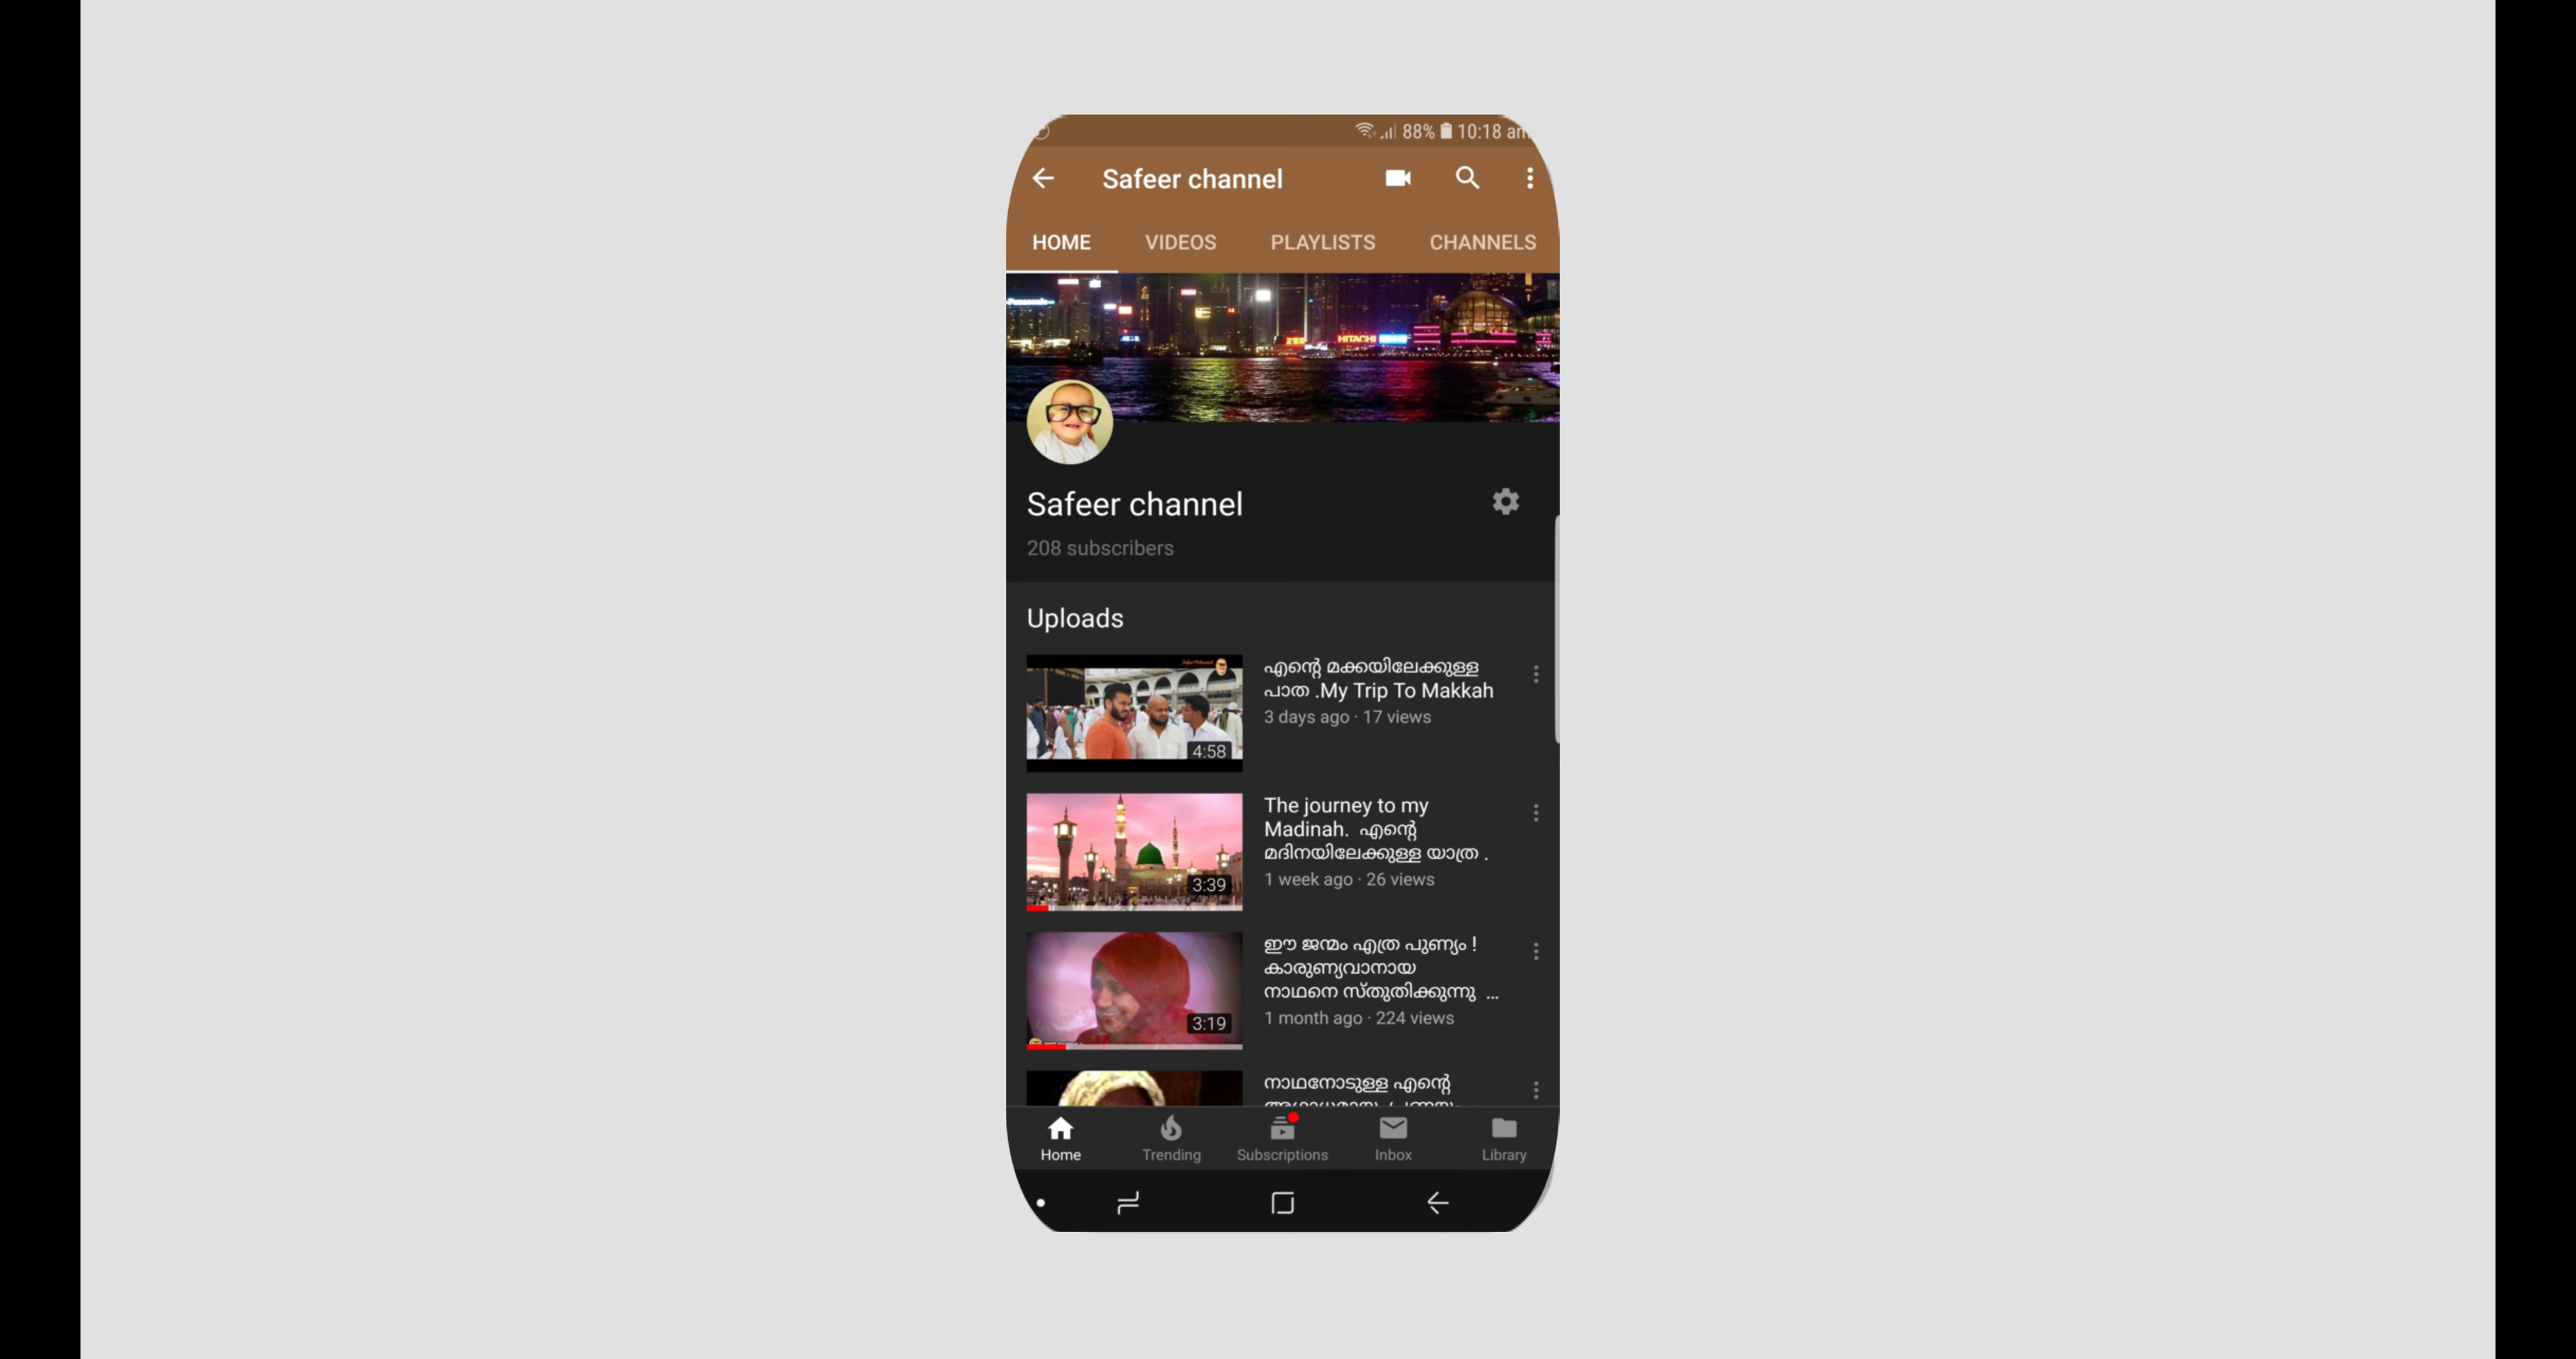 88% 10:18 am
Safeer channel
HOME VIDEOS PLAYLISTS CHANNELS
Panasonic
HITACHI
Safeer channel
208 subscribers
Uploads
എന്റെ മക്കയിലേക്കുള്ള
പാത .My Trip To Makkah
3 days ago · 17 views
4:58
The journey to my
Madinah. എന്റെ
മദിനയിലേക്കുള്ള യാത്ര .
1 week ago · 26 views
3:39
ഈ ജന്മം എത്ര പുണ്യം !
കാരുണ്യവാനായ
നാഥനെ സ്തുതിക്കുന്നു ...
1 month ago · 224 views
3:19
നാഥനോടുള്ള എന്റെ
Home Trending Subscriptions Inbox Library